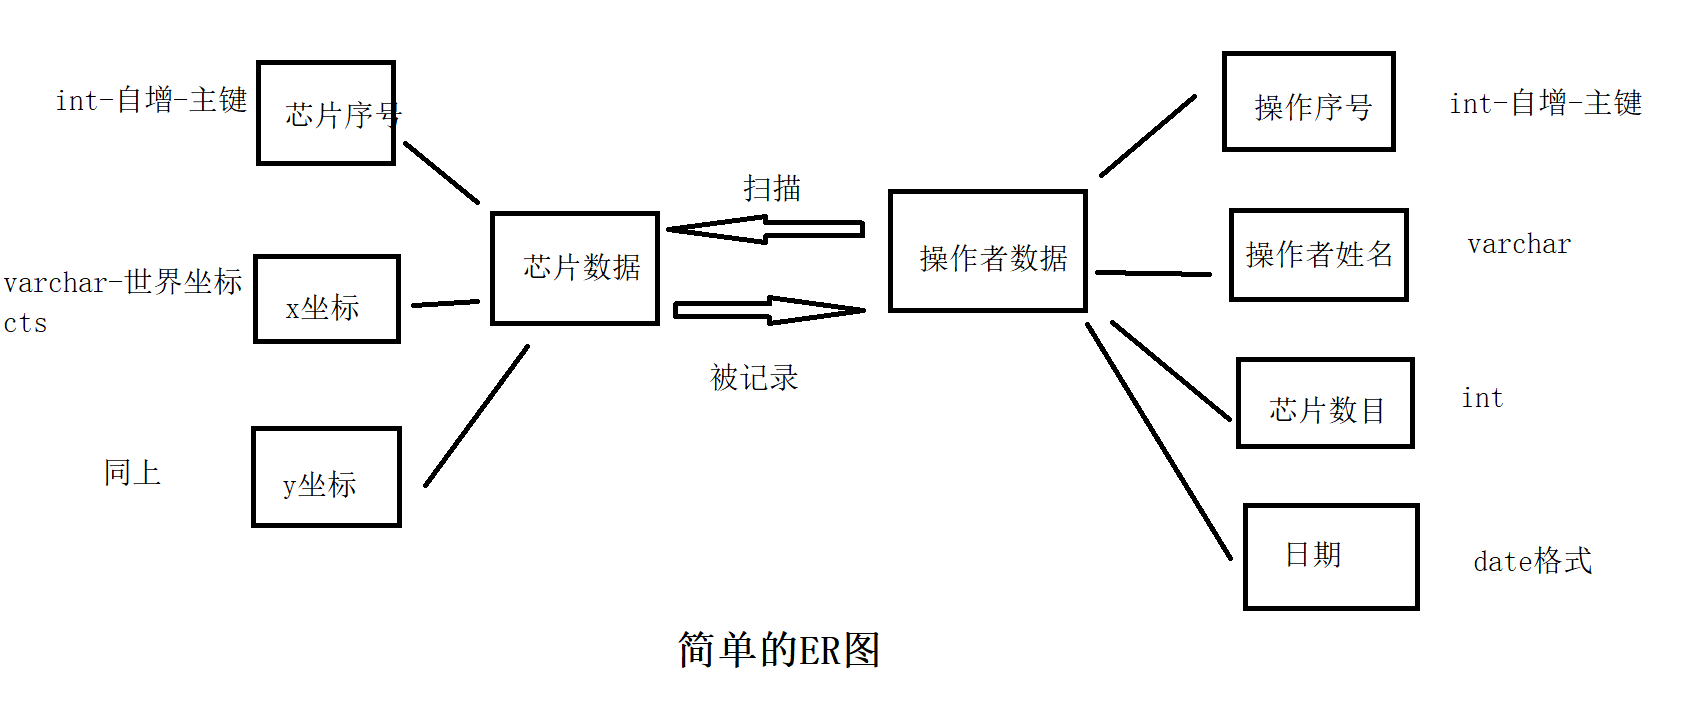 int-自增-主键
芯片序号
varchar-世界坐标
cts
x坐标
同上
y坐标
芯片数据
扫描
被记录
操作者数据
操作序号
int-自增-主键
操作者姓名
varchar
芯片数目
int
日期
date格式
简单的ER图